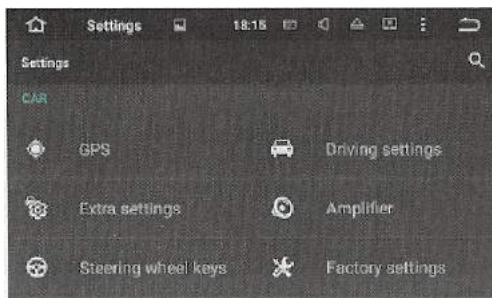 Settings 18:15
Settings
CAR
GPS Driving settings
Extra settings Amplifier
Steering wheel keys Factory settings